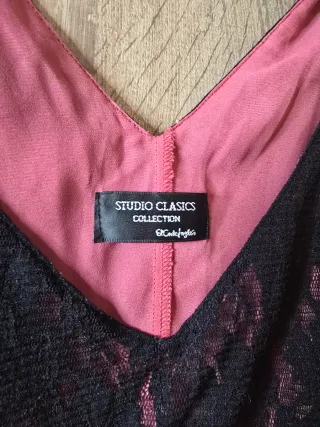 STUDIO CLASICS
COLLECTION
El Corte Inglés